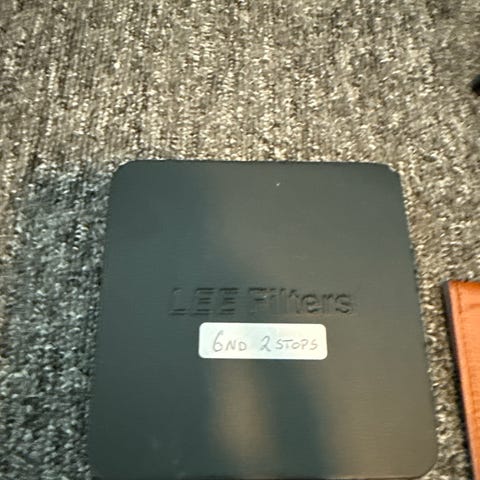 LEE Filters
GND 2 STOPS